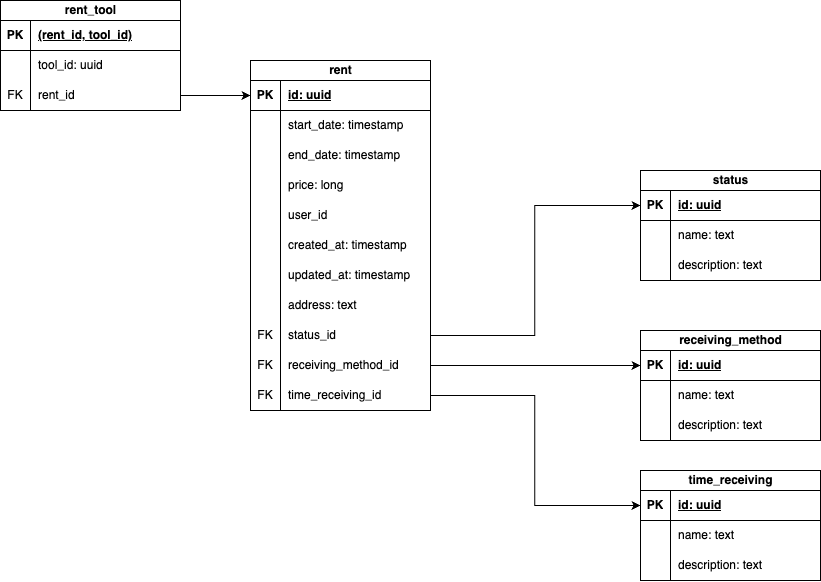 rent_tool
PK (rent_id, tool_id)
tool_id: uuid
FK rent_id
rent
PK id: uuid
start_date: timestamp
end_date: timestamp
price: long
user_id
created_at: timestamp
updated_at: timestamp
address: text
FK status_id
FK receiving_method_id
FK time_receiving_id
status
PK id: uuid
name: text
description: text
receiving_method
PK id: uuid
name: text
description: text
time_receiving
PK id: uuid
name: text
description: text